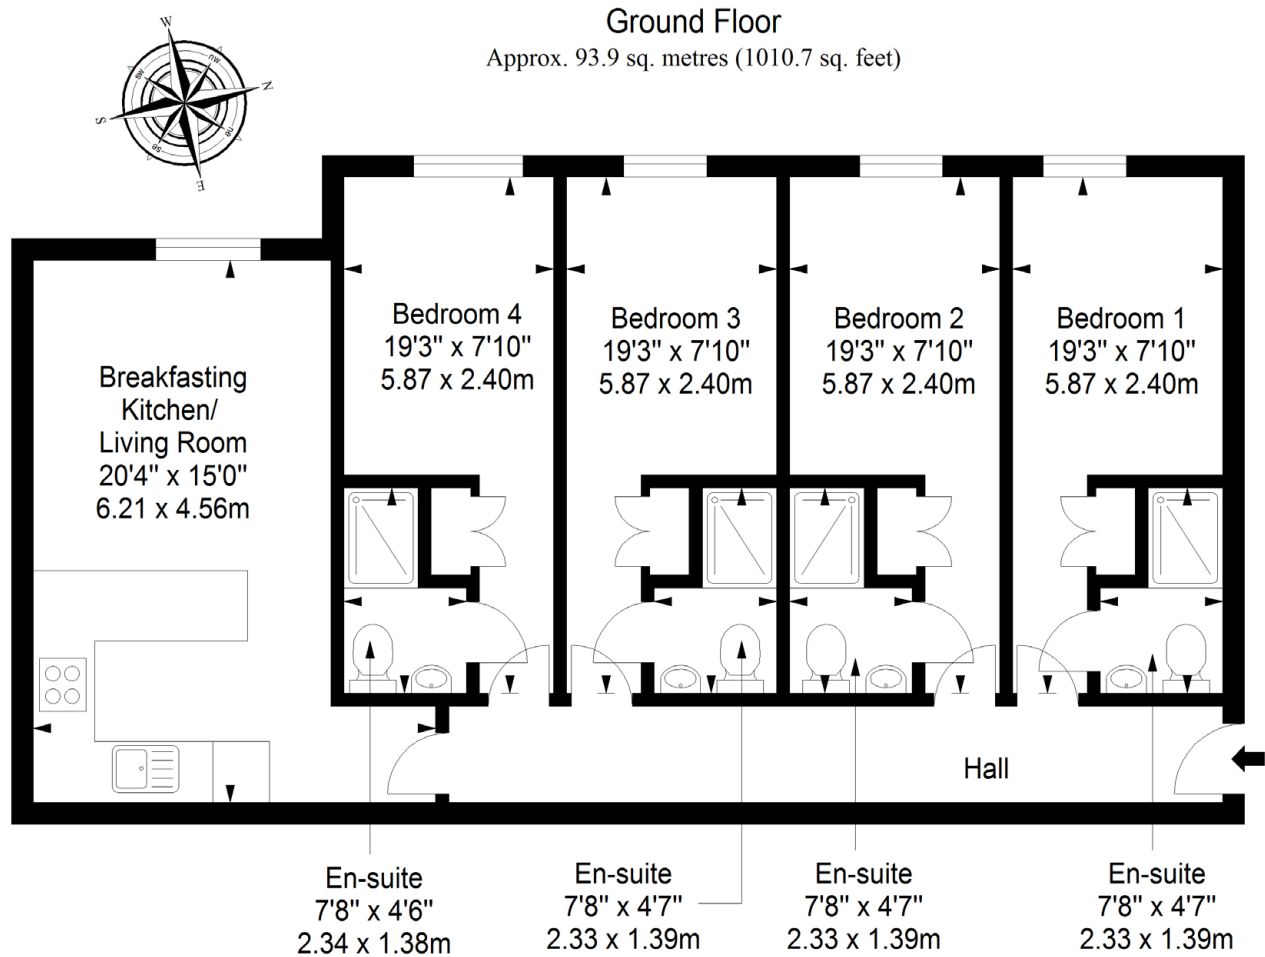 Ground Floor
Approx. 93.9 sq. metres (1010.7 sq. feet)
W
nw
N
ne
E
se
S
sw
Breakfasting
Kitchen/
Living Room
20'4" x 15'0"
6.21 x 4.56m
Bedroom 4
19'3" x 7'10"
5.87 x 2.40m
Bedroom 3
19'3" x 7'10"
5.87 x 2.40m
Bedroom 2
19'3" x 7'10"
5.87 x 2.40m
Bedroom 1
19'3" x 7'10"
5.87 x 2.40m
Hall
En-suite
7'8" x 4'6"
2.34 x 1.38m
En-suite
7'8" x 4'7"
2.33 x 1.39m
En-suite
7'8" x 4'7"
2.33 x 1.39m
En-suite
7'8" x 4'7"
2.33 x 1.39m